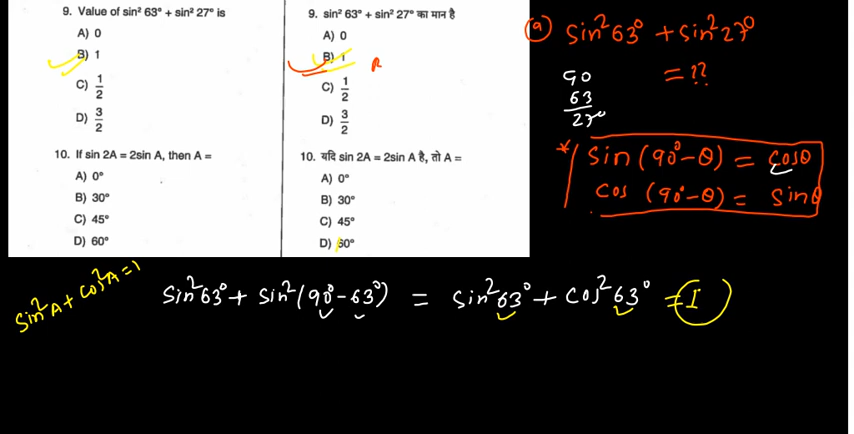 9. Value of sin² 63° + sin² 27° is
A) 0
B) 1
C) 1/2
D) 3/2
10. If sin 2A = 2sin A, then A =
A) 0°
B) 30°
C) 45°
D) 60°
9. sin² 63° + sin² 27° का मान है
A) 0
B) 1
C) 1/2
D) 3/2
10. यदि sin 2A = 2sin A है, तो A =
A) 0°
B) 30°
C) 45°
D) 60°
9 sin²63° + sin²27°
= ??
90
63
27°
* sin (90° - θ) = cosθ
cos (90° - θ) = sinθ
sin²A + cos²A = 1
sin²63° + sin²(90° - 63°) = sin²63° + cos²63° = 1